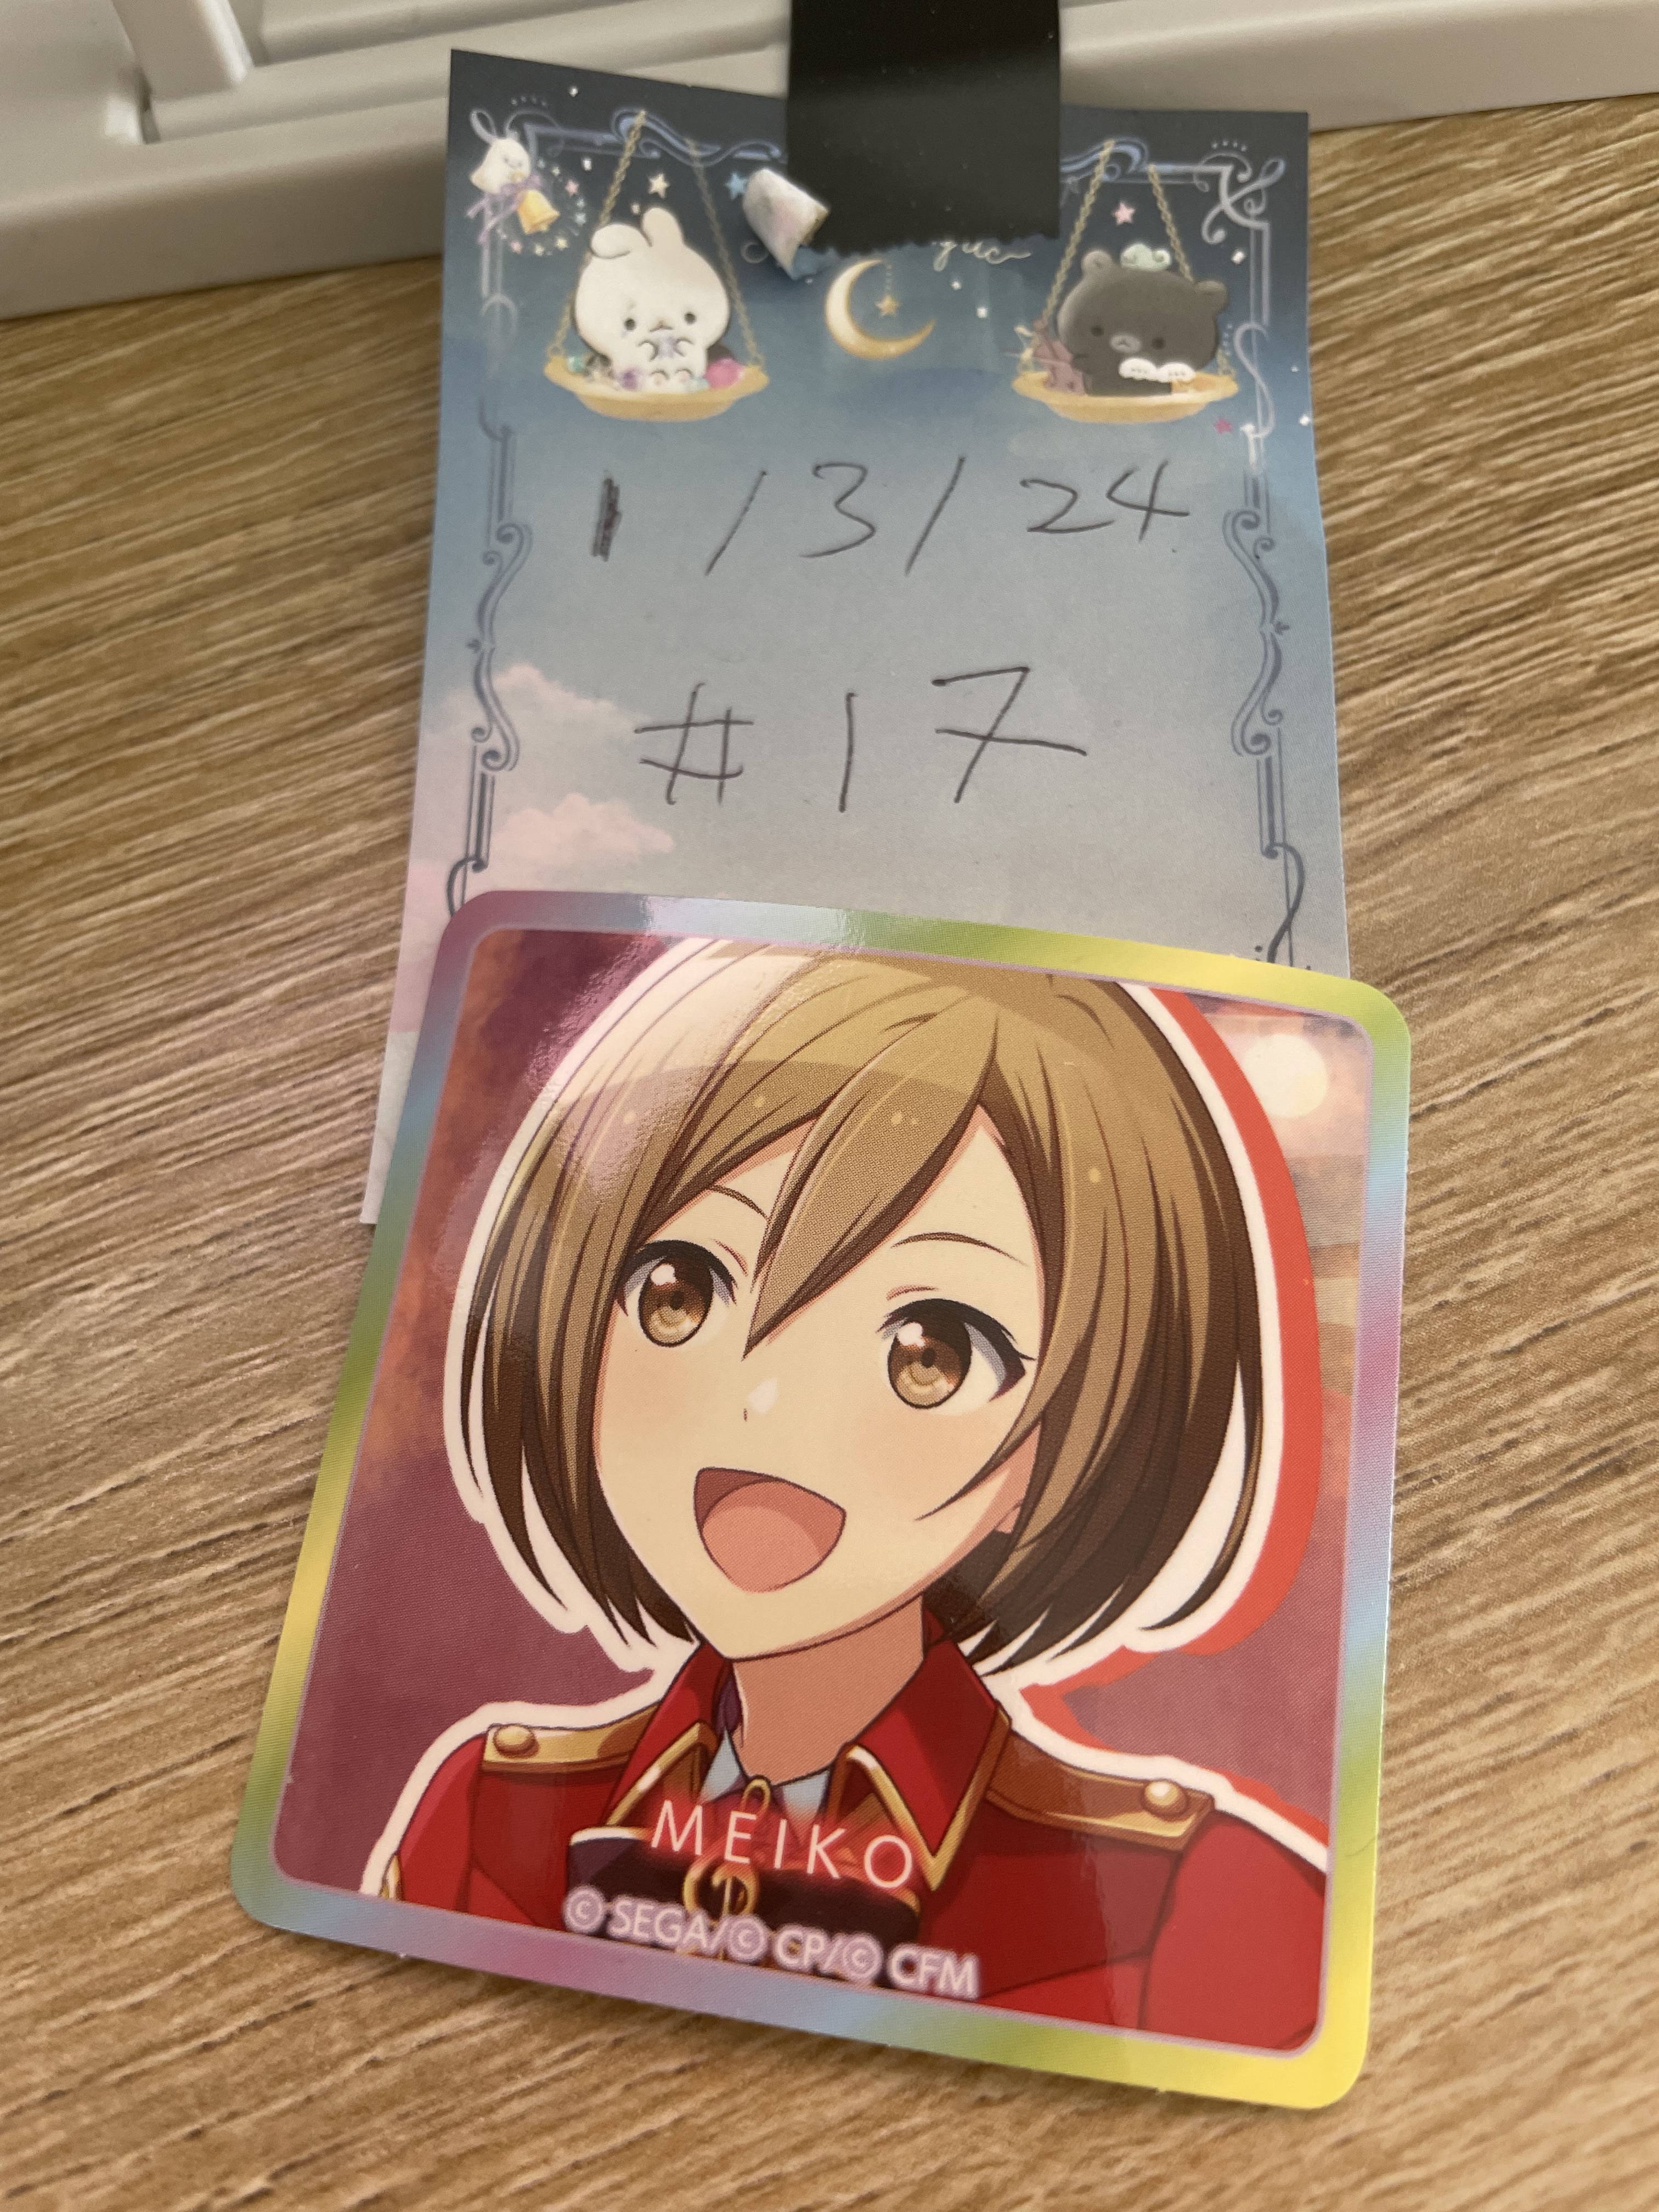 1/3/24
#17
MEIKO
© SEGA/© CP/© CFM